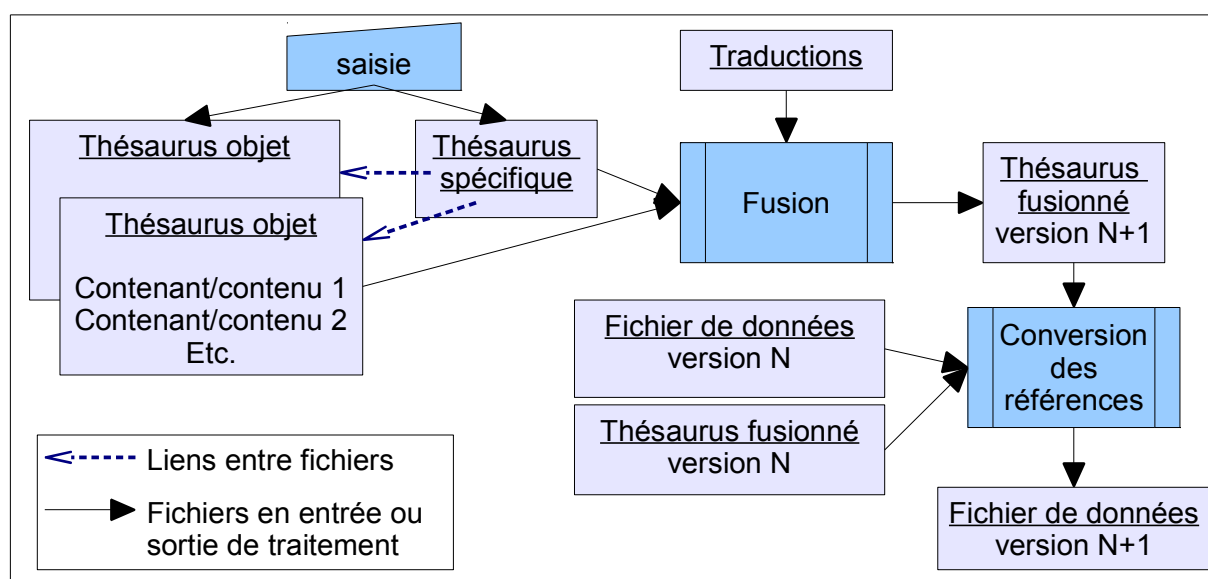 saisie
Traductions
Thésaurus objet
Thésaurus
spécifique
Thésaurus objet
Contenant/contenu 1
Contenant/contenu 2
Etc.
Fusion
Thésaurus
fusionné
version N+1
Fichier de données
version N
Thésaurus fusionné
version N
Conversion
des
références
Fichier de données
version N+1
Liens entre fichiers
Fichiers en entrée ou
sortie de traitement